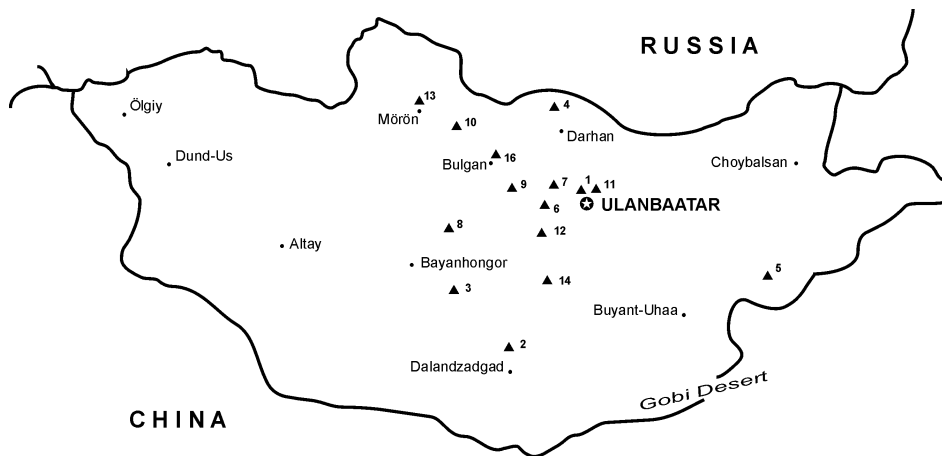 RUSSIA
13
4
Ölgiy
Mörön
10
Darhan
16
Dund-Us
Bulgan
Choybalsan
9
7
1
11
6
ULANBAATAR
8
12
Altay
Bayanhongor
5
3
14
Buyant-Uhaa
2
Dalandzadgad
Gobi Desert
CHINA